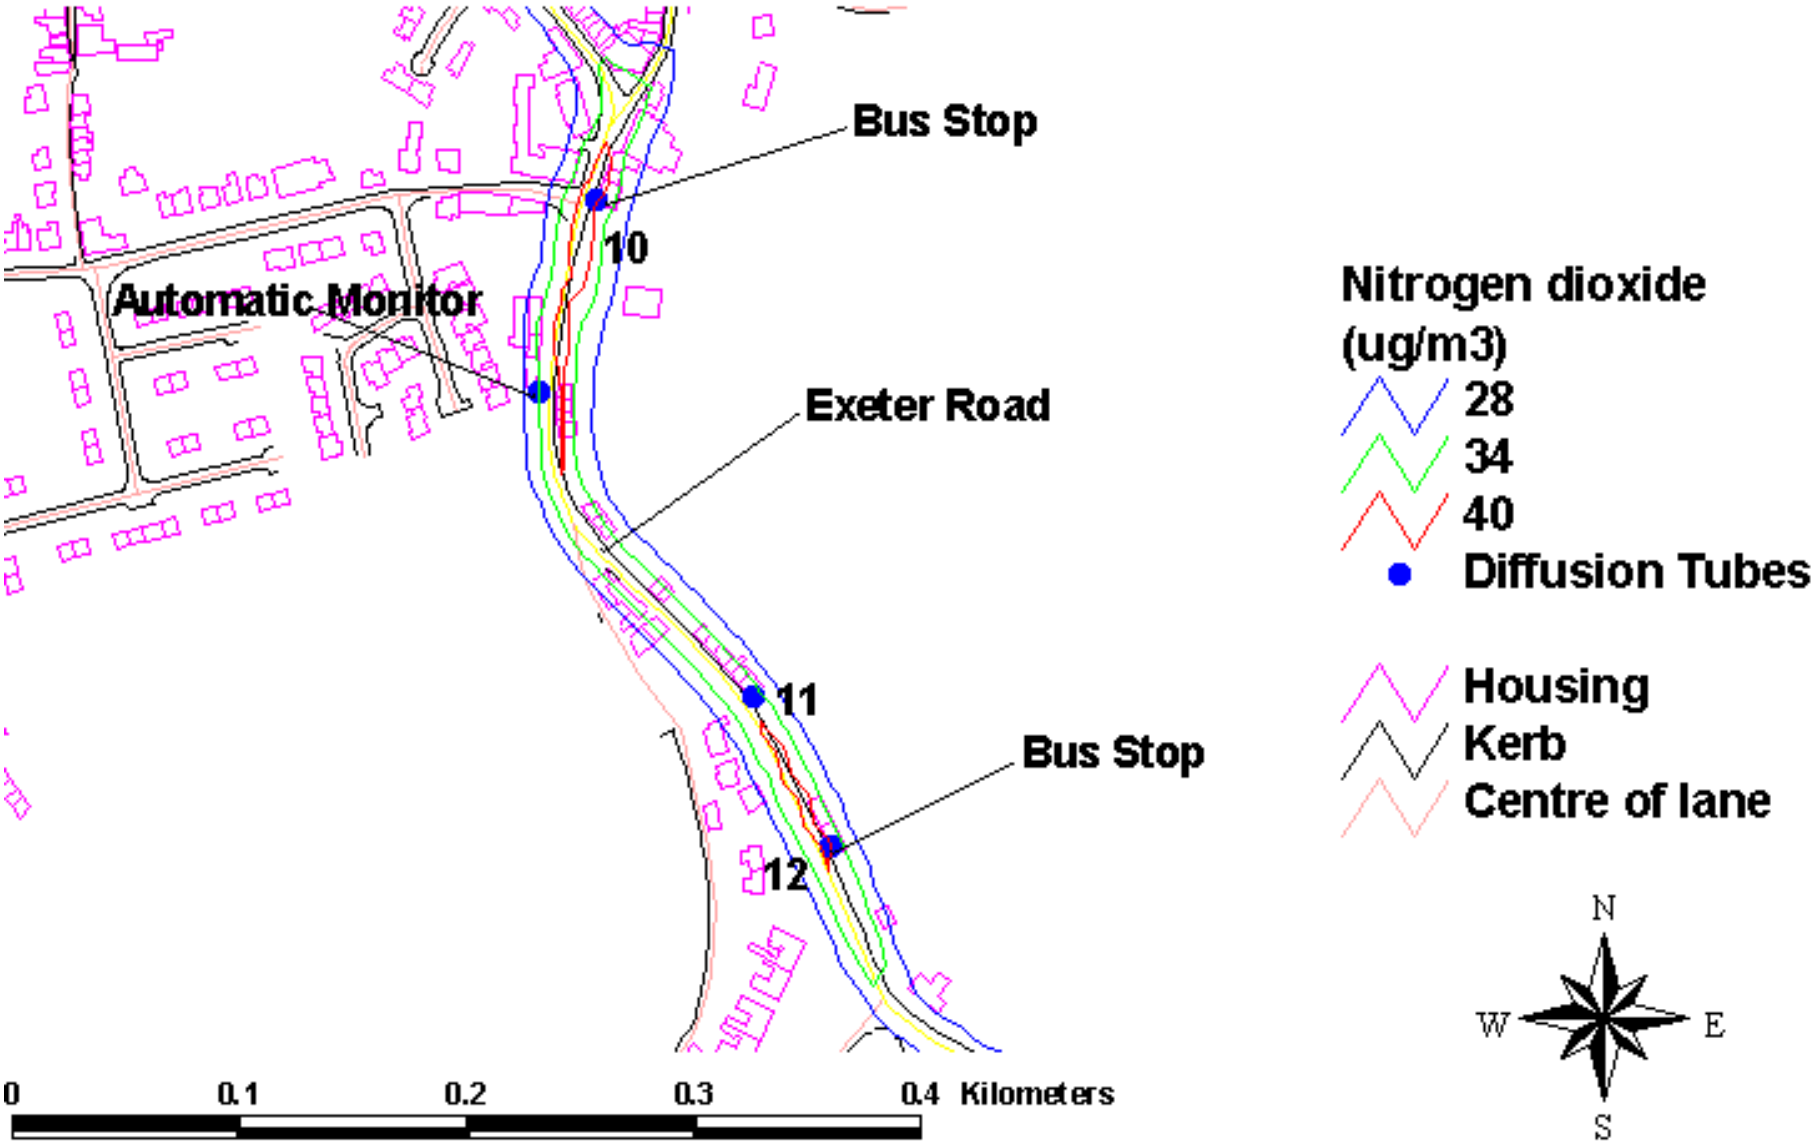 Bus Stop
10
Automatic Monitor
Exeter Road
11
Bus Stop
12
Nitrogen dioxide
(ug/m3)
28
34
40
Diffusion Tubes
Housing
Kerb
Centre of lane
N
W E
S
0 0.1 0.2 0.3 0.4 Kilometers